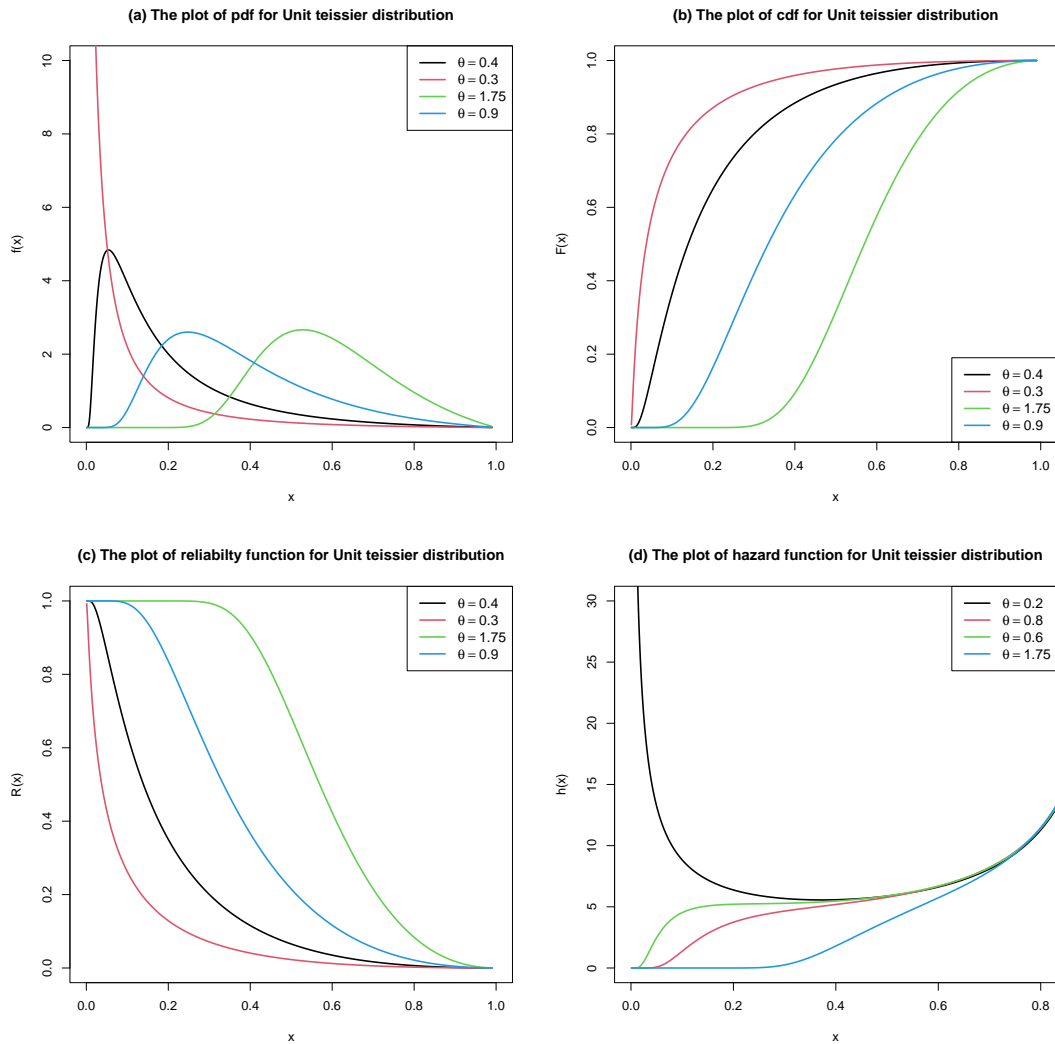 (a) The plot of pdf for Unit teissier distribution
f(x)
10
8
6
4
2
0
θ = 0.4
θ = 0.3
θ = 1.75
θ = 0.9
0.0 0.2 0.4 0.6 0.8 1.0
x
(b) The plot of cdf for Unit teissier distribution
F(x)
1.0
0.8
0.6
0.4
0.2
0.0
θ = 0.4
θ = 0.3
θ = 1.75
θ = 0.9
0.0 0.2 0.4 0.6 0.8 1.0
x
(c) The plot of reliabilty function for Unit teissier distribution
R(x)
1.0
0.8
0.6
0.4
0.2
0.0
θ = 0.4
θ = 0.3
θ = 1.75
θ = 0.9
0.0 0.2 0.4 0.6 0.8 1.0
x
(d) The plot of hazard function for Unit teissier distribution
h(x)
30
25
20
15
10
5
0
θ = 0.2
θ = 0.8
θ = 0.6
θ = 1.75
0.0 0.2 0.4 0.6 0.8
x